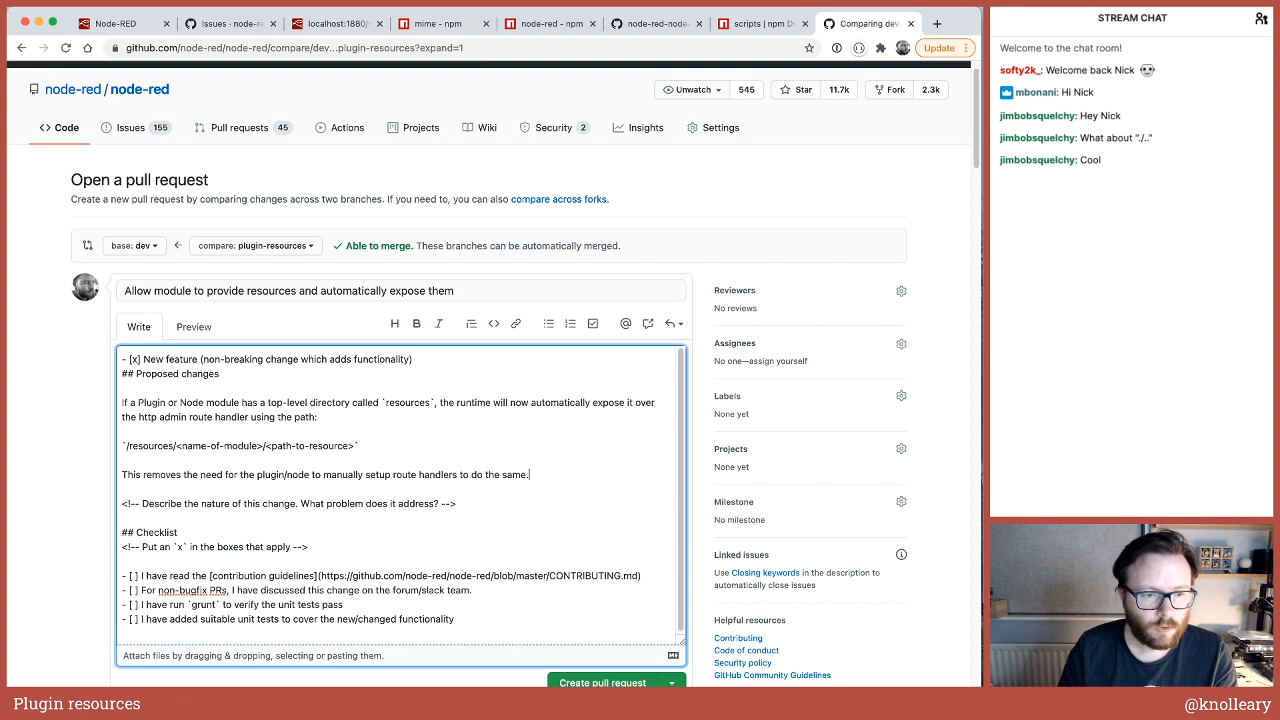 Node-RED
Issues · node-r
localhost:1880/
mime - npm
node-red - npm
node-red-node-
scripts | npm Do
Comparing dev.
github.com/node-red/node-red/compare/dev...plugin-resources?expand=1
Update
node-red / node-red
Unwatch 545
Star 11.7k
Fork 2.3k
Code
Issues 155
Pull requests 45
Actions
Projects
Wiki
Security 2
Insights
Settings
Open a pull request
Create a new pull request by comparing changes across two branches. If you need to, you can also compare across forks.
base: dev
compare: plugin-resources
Able to merge. These branches can be automatically merged.
Allow module to provide resources and automatically expose them
Write
Preview
- [x] New feature (non-breaking change which adds functionality)
## Proposed changes
If a Plugin or Node module has a top-level directory called `resources`, the runtime will now automatically expose it over
the http admin route handler using the path:
`/resources/<name-of-module>/<path-to-resource>`
This removes the need for the plugin/node to manually setup route handlers to do the same.
<!-- Describe the nature of this change. What problem does it address? -->
## Checklist
<!-- Put an `x` in the boxes that apply -->
- [ ] I have read the [contribution guidelines](https://github.com/node-red/node-red/blob/master/CONTRIBUTING.md)
- [ ] For non-bugfix PRs, I have discussed this change on the forum/slack team.
- [ ] I have run `grunt` to verify the unit tests pass
- [ ] I have added suitable unit tests to cover the new/changed functionality
Attach files by dragging & dropping, selecting or pasting them.
Create pull request
Reviewers
No reviews
Assignees
No one—assign yourself
Labels
None yet
Projects
None yet
Milestone
No milestone
Linked issues
Use Closing keywords in the description to
automatically close issues
Helpful resources
Contributing
Code of conduct
Security policy
GitHub Community Guidelines
STREAM CHAT
Welcome to the chat room!
softy2k_: Welcome back Nick
mbonani: Hi Nick
jimbobsquelchy: Hey Nick
jimbobsquelchy: What about "./.."
jimbobsquelchy: Cool
Plugin resources
@knolleary